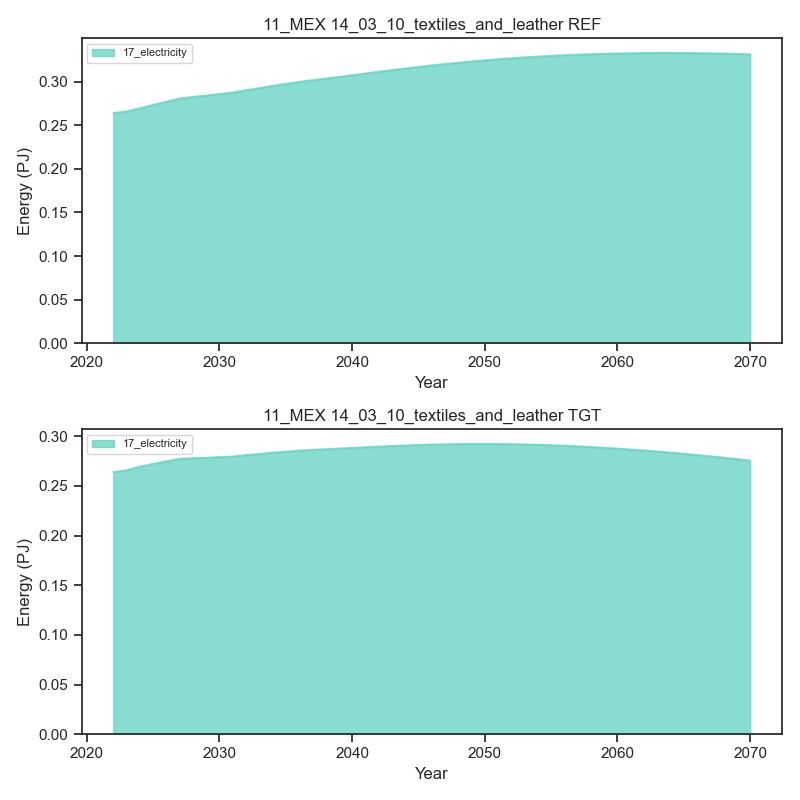 11_MEX 14_03_10_textiles_and_leather REF
17_electricity
Energy (PJ)
0.30
0.25
0.20
0.15
0.10
0.05
0.00
2020 2030 2040 2050 2060 2070
Year
11_MEX 14_03_10_textiles_and_leather TGT
17_electricity
Energy (PJ)
0.30
0.25
0.20
0.15
0.10
0.05
0.00
2020 2030 2040 2050 2060 2070
Year